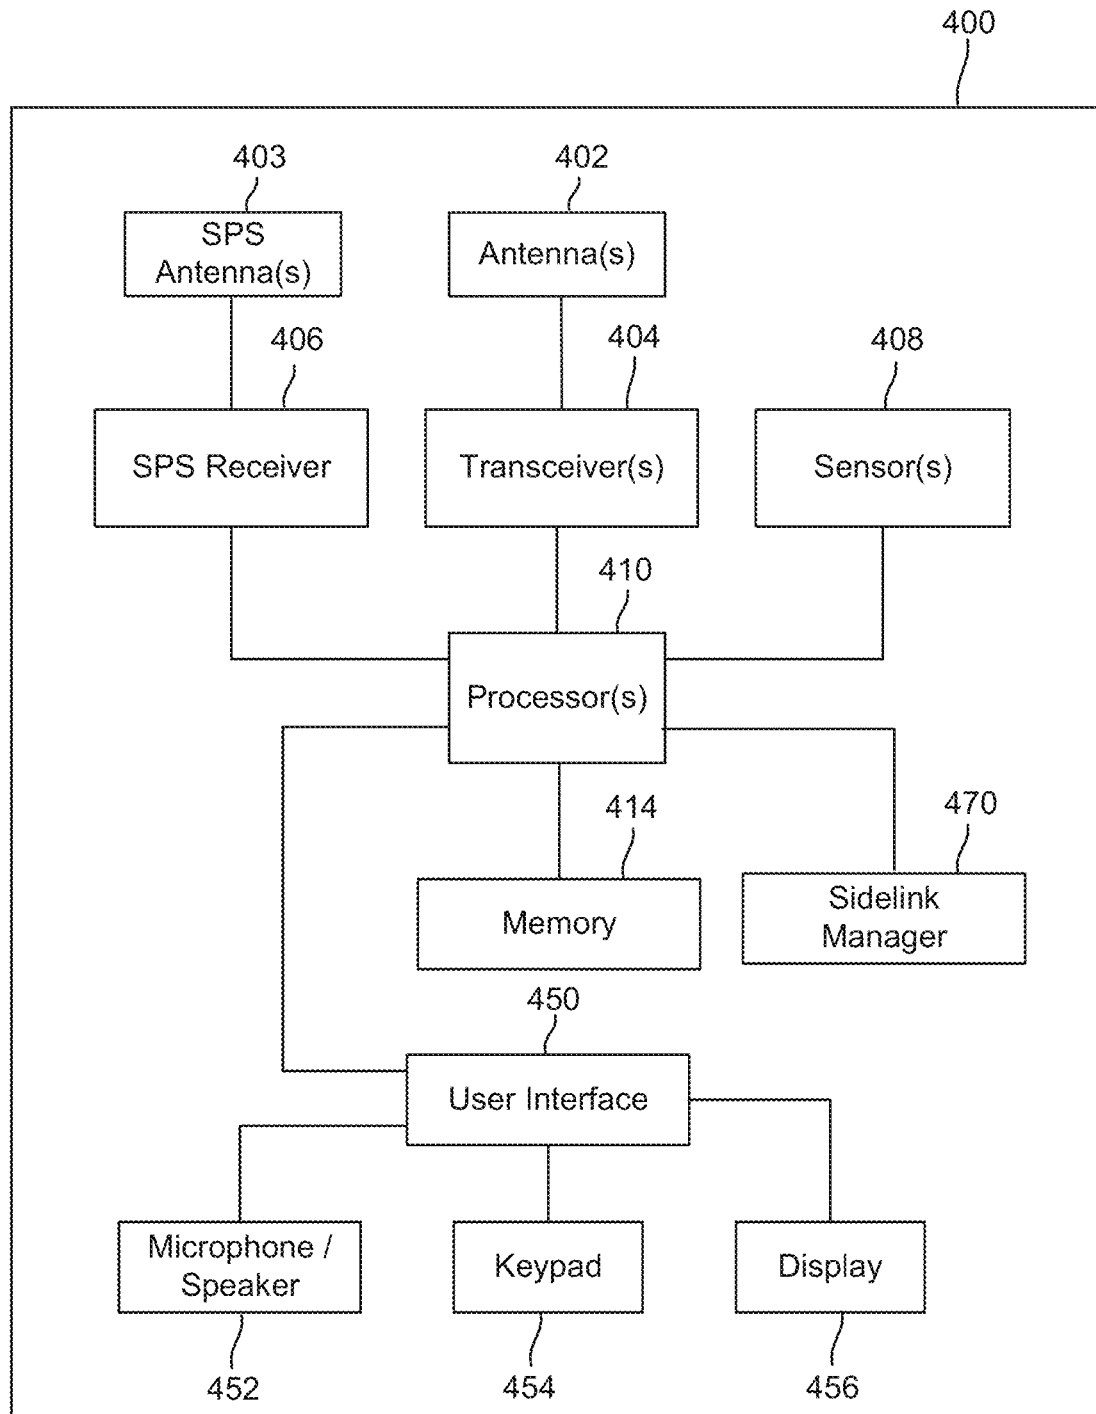 400
403
402
SPS
Antenna(s)
Antenna(s)
406
404
408
SPS Receiver
Transceiver(s)
Sensor(s)
410
Processor(s)
414
470
Memory
Sidelink
Manager
450
User Interface
Microphone /
Speaker
Keypad
Display
452
454
456